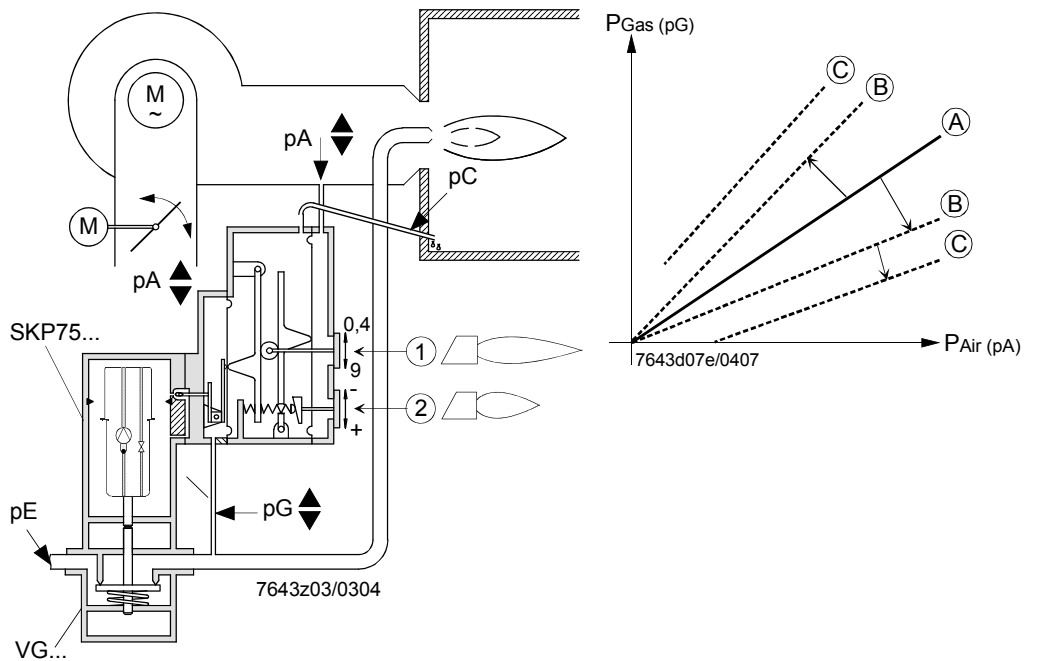 M
~
pA
pC
M
pA
SKP75...
0,4
1
9
-
2
+
pG
pE
7643z03/0304
VG...
PGas (pG)
C
B
A
B
C
PAir (pA)
7643d07e/0407